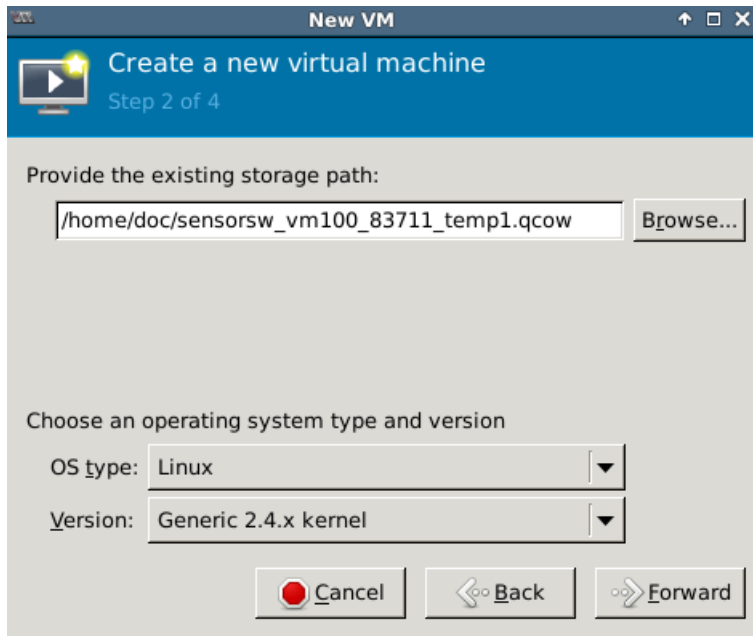 New VM
Create a new virtual machine
Step 2 of 4
Provide the existing storage path:
/home/doc/sensorsw_vm100_83711_temp1.qcow Browse...
Choose an operating system type and version
OS type: Linux
Version: Generic 2.4.x kernel
Cancel Back Forward